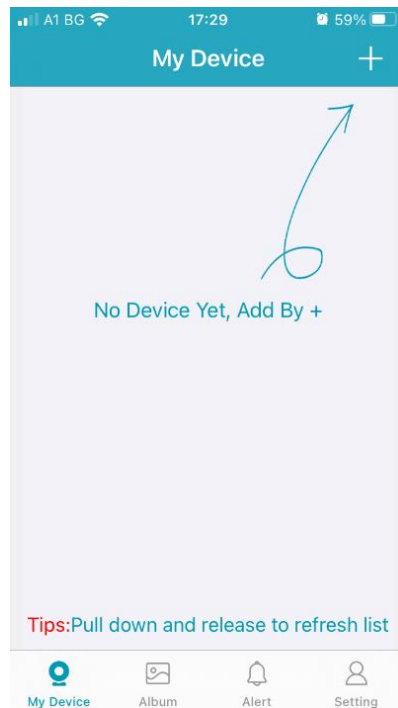 A1 BG 17:29 59%
My Device +
No Device Yet, Add By +
Tips:Pull down and release to refresh list
My Device Album Alert Setting